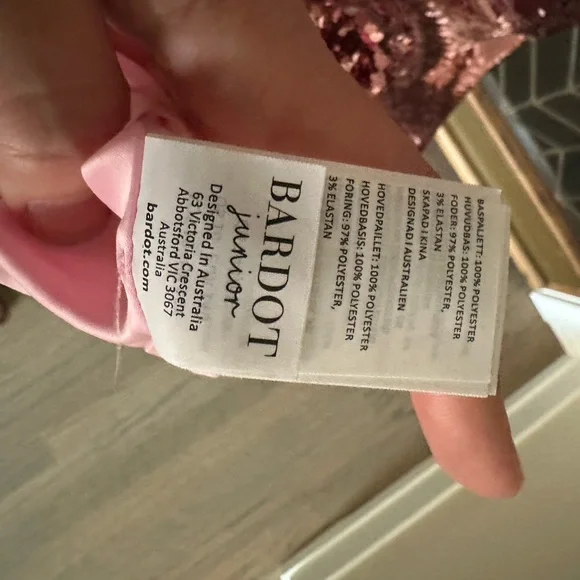 BASPALJETT: 100% POLYESTER
HUVUDBAS: 100% POLYESTER
FODER: 97% POLYESTER,
3% ELASTAN
SKAPAD I KINA
DESIGNAD I AUSTRALIEN
HOVEDPAILLET: 100% POLYESTER
HOVEDBASIS: 100% POLYESTER
FORING: 97% POLYESTER,
3% ELASTAN
BARDOT
junior
Designed In Australia
63 Victoria Crescent
Abbotsford VIC 3067
Australia
bardot.com